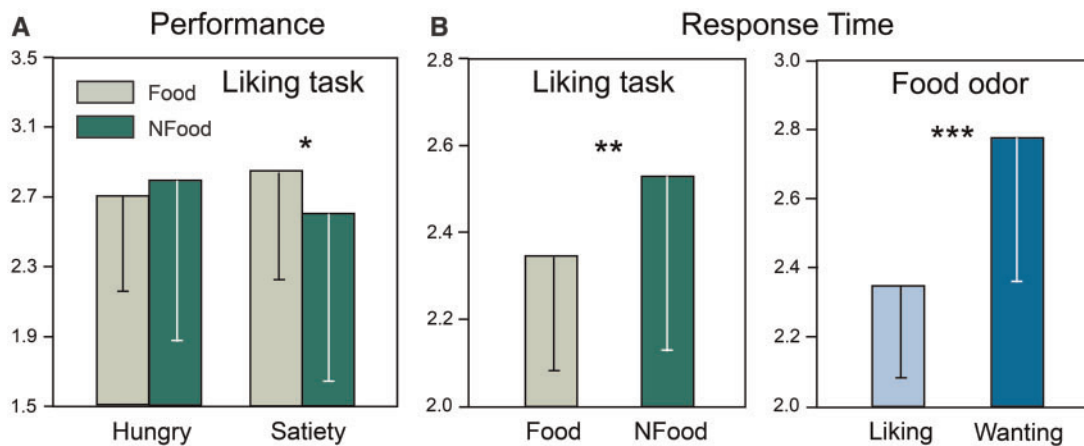 A Performance
3.5
3.1
2.7
2.3
1.9
1.5
Food
NFood
Liking task
*
Hungry Satiety
B Response Time
2.8
2.6
2.4
2.2
2.0
Liking task
**
Food NFood
3.0
2.8
2.6
2.4
2.2
2.0
Food odor
***
Liking Wanting